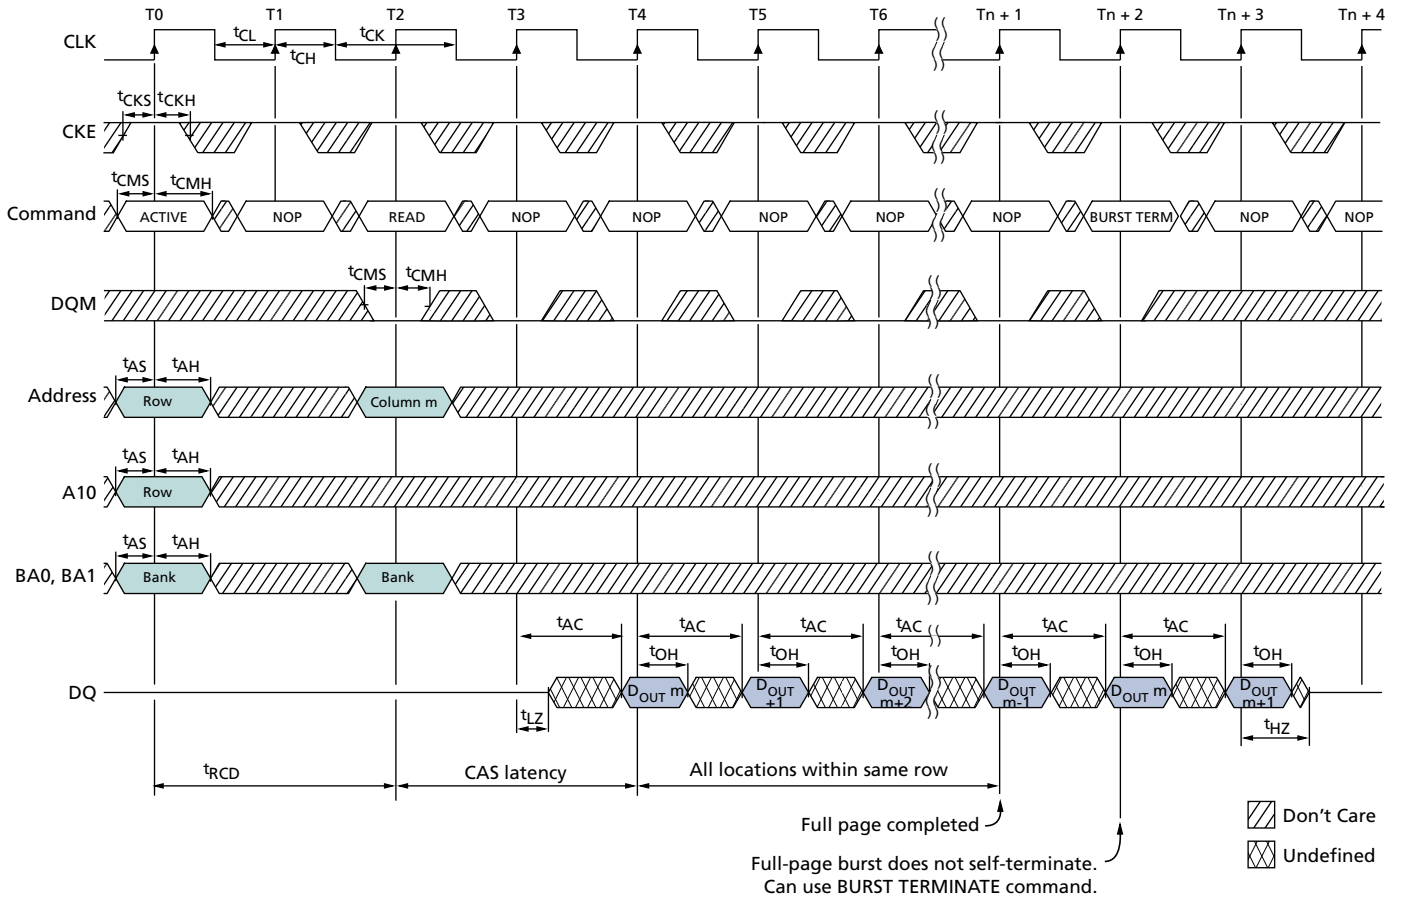 T0 T1 T2 T3 T4 T5 T6 Tn + 1 Tn + 2 Tn + 3 Tn + 4
CLK tCL tCH tCK
tCKS tCKH
CKE
tCMS tCMH
Command ACTIVE NOP READ NOP NOP NOP NOP NOP BURST TERM NOP NOP
tCMS tCMH
DQM
tAS tAH
Address Row Column m
tAS tAH
A10 Row
tAS tAH
BA0, BA1 Bank Bank
tAC tAC tAC tAC tAC tAC
tOH tOH tOH tOH tOH tOH
DQ DOUT m DOUT +1 DOUT m+2 DOUT m-1 DOUT m DOUT m+1
tLZ tHZ
tRCD CAS latency All locations within same row
Full page completed
Full-page burst does not self-terminate.
Can use BURST TERMINATE command.
Don't Care
Undefined